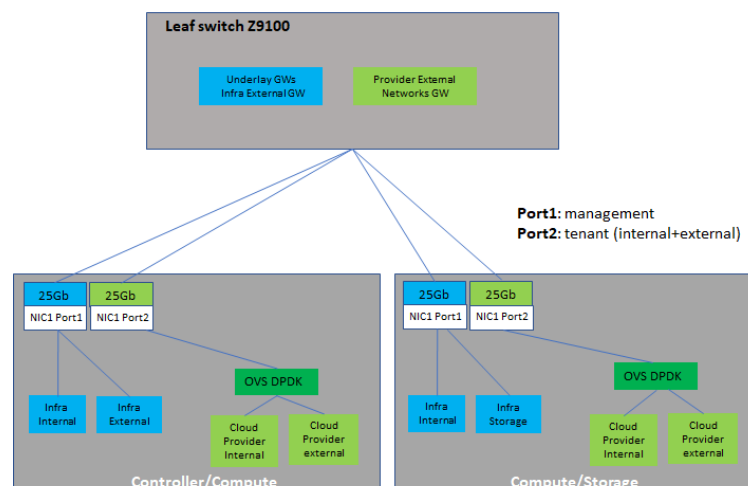 Leaf switch Z9100
Underlay GWs
Infra External GW
Provider External
Networks GW
Port1: management
Port2: tenant (internal+external)
25Gb
25Gb
NIC1 Port1
NIC1 Port2
OVS DPDK
Infra
Internal
Infra
External
Cloud
Provider
Internal
Cloud
Provider
external
Controller/Compute
25Gb
25Gb
NIC1 Port1
NIC1 Port2
OVS DPDK
Infra
Internal
Infra
Storage
Cloud
Provider
Internal
Cloud
Provider
external
Compute/Storage